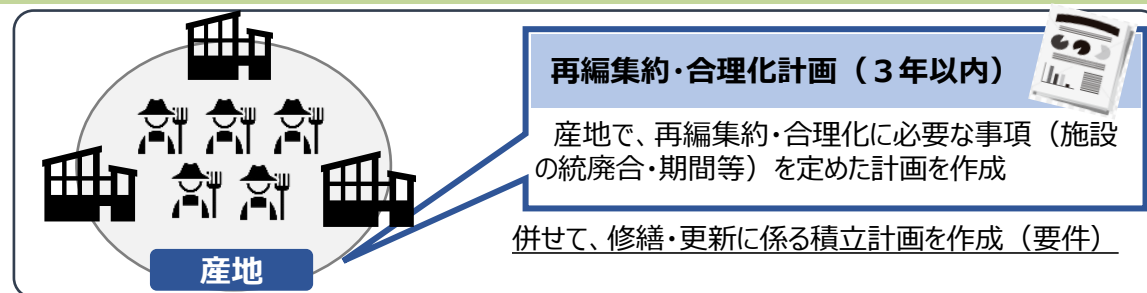 再編集約・合理化計画（３年以内）
産地で、再編集約・合理化に必要な事項（施設
の統廃合・期間等）を定めた計画を作成
併せて、修繕・更新に係る積立計画を作成（要件）
産地